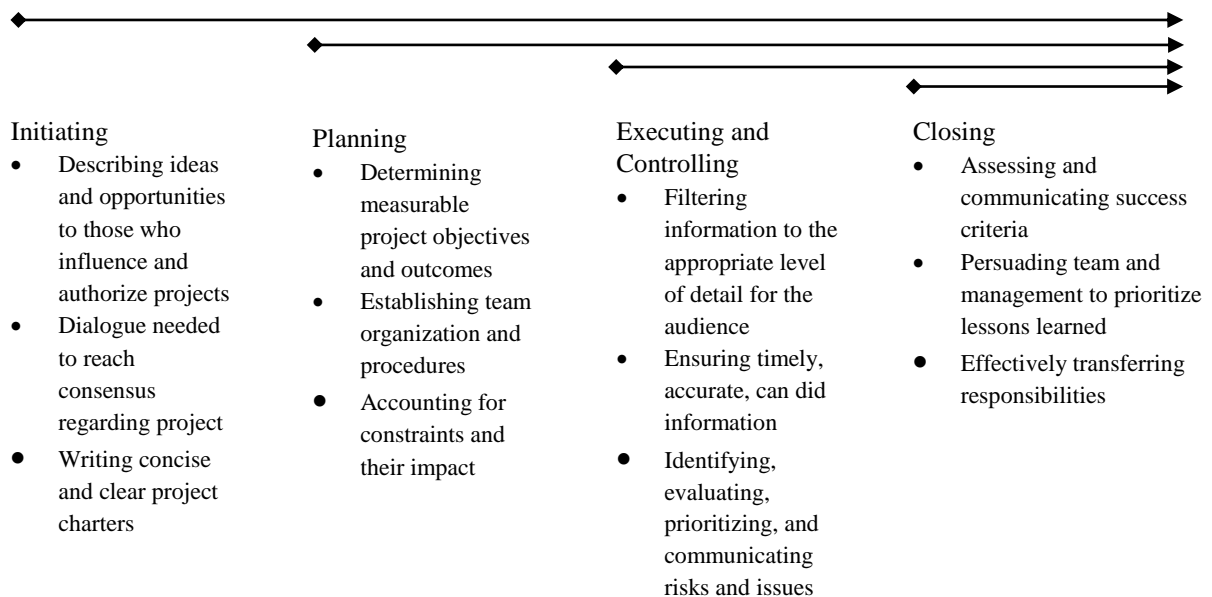 Initiating
• Describing ideas
and opportunities
to those who
influence and
authorize projects
• Dialogue needed
to reach
consensus
regarding project
• Writing concise
and clear project
charters
Planning
• Determining
measurable
project objectives
and outcomes
• Establishing team
organization and
procedures
• Accounting for
constraints and
their impact
Executing and
Controlling
• Filtering
information to the
appropriate level
of detail for the
audience
• Ensuring timely,
accurate, can did
information
• Identifying,
evaluating,
prioritizing, and
communicating
risks and issues
Closing
• Assessing and
communicating success
criteria
• Persuading team and
management to prioritize
lessons learned
• Effectively transferring
responsibilities